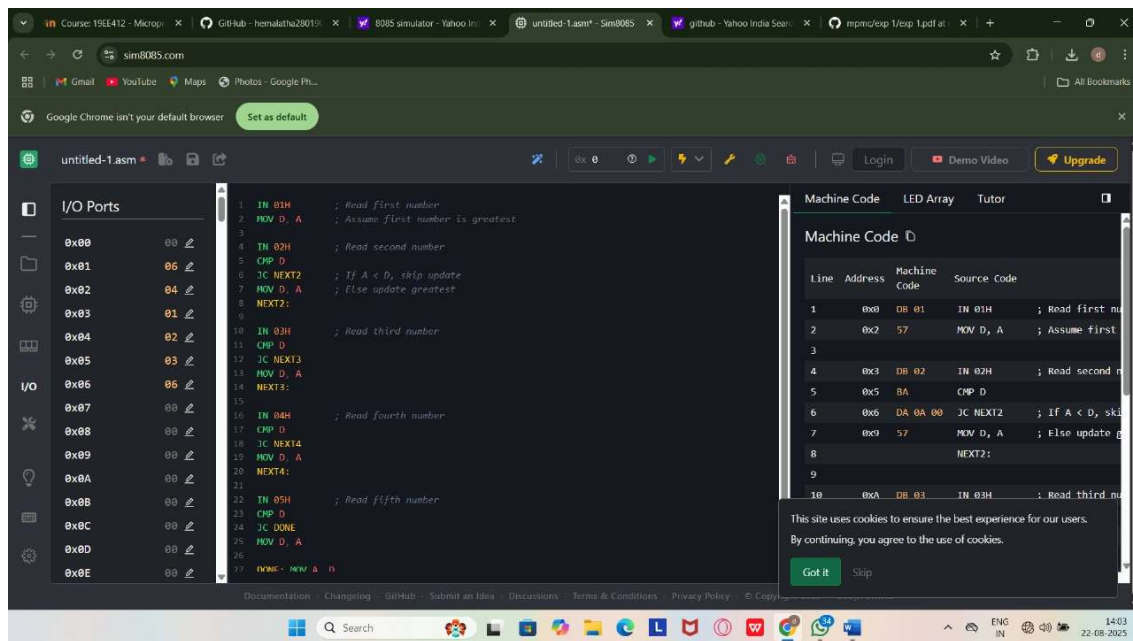 Course: 19EE412 - Micropr
GitHub - hemalatha28019
8085 simulator - Yahoo In
untitled-1.asm* - Sim8085
github - Yahoo India Sear
mpmc/exp 1/exp 1.pdf at
sim8085.com
d
Gmail
YouTube
Maps
Photos - Google Ph...
All Bookmarks
Google Chrome isn't your default browser
Set as default
untitled-1.asm *
0x 0
Login
Demo Video
Upgrade
I/O Ports
0x00 00
0x01 06
0x02 04
0x03 01
0x04 02
0x05 03
0x06 06
0x07 00
0x08 00
0x09 00
0x0A 00
0x0B 00
0x0C 00
0x0D 00
0x0E 00
I/O
1 IN 01H ; Read first number
2 MOV D, A ; Assume first number is greatest
3
4 IN 02H ; Read second number
5 CMP D
6 JC NEXT2 ; If A < D, skip update
7 MOV D, A ; Else update greatest
8 NEXT2:
9
10 IN 03H ; Read third number
11 CMP D
12 JC NEXT3
13 MOV D, A
14 NEXT3:
15
16 IN 04H ; Read fourth number
17 CMP D
18 JC NEXT4
19 MOV D, A
20 NEXT4:
21
22 IN 05H ; Read fifth number
23 CMP D
24 JC DONE
25 MOV D, A
26
27 DONE: MOV A, D
Machine Code LED Array Tutor
Machine Code
Line Address Machine Code Source Code
1 0x0 DB 01 IN 01H ; Read first nu
2 0x2 57 MOV D, A ; Assume first
3
4 0x3 DB 02 IN 02H ; Read second n
5 0x5 BA CMP D
6 0x6 DA 0A 00 JC NEXT2 ; If A < D, ski
7 0x9 57 MOV D, A ; Else update g
8 NEXT2:
9
10 0xA DB 03 IN 03H ; Read third nu
This site uses cookies to ensure the best experience for our users.
By continuing, you agree to the use of cookies.
Got it
Skip
Documentation - Changelog - GitHub - Submit an Idea - Discussions - Terms & Conditions - Privacy Policy - © Copy
Search
34
ENG
IN
14:03
22-08-2025